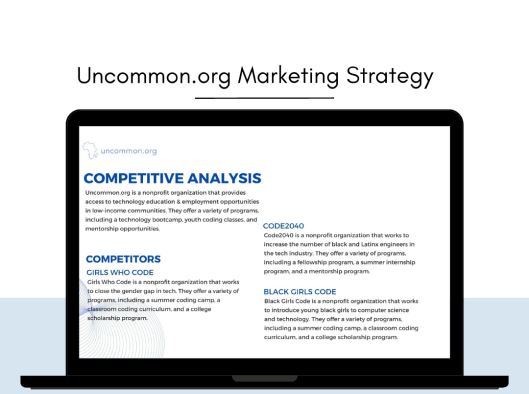 Uncommon.org Marketing Strategy
uncommon.org
COMPETITIVE ANALYSIS
Uncommon.org is a nonprofit organization that provides
access to technology education & employment opportunities
in low-income communities. They offer a variety of programs,
including a technology bootcamp, youth coding classes, and
mentorship opportunities.
COMPETITORS
GIRLS WHO CODE
Girls Who Code is a nonprofit organization that works
to close the gender gap in tech. They offer a variety of
programs, including a summer coding camp, a
classroom coding curriculum, and a college
scholarship program.
CODE2040
Code2040 is a nonprofit organization that works to
increase the number of black and Latinx engineers in
the tech industry. They offer a variety of programs,
including a fellowship program, a summer internship
program, and a mentorship program.
BLACK GIRLS CODE
Black Girls Code is a nonprofit organization that works
to introduce young black girls to computer science
and technology. They offer a variety of programs,
including a summer coding camp, a classroom coding
curriculum, and a college scholarship program.